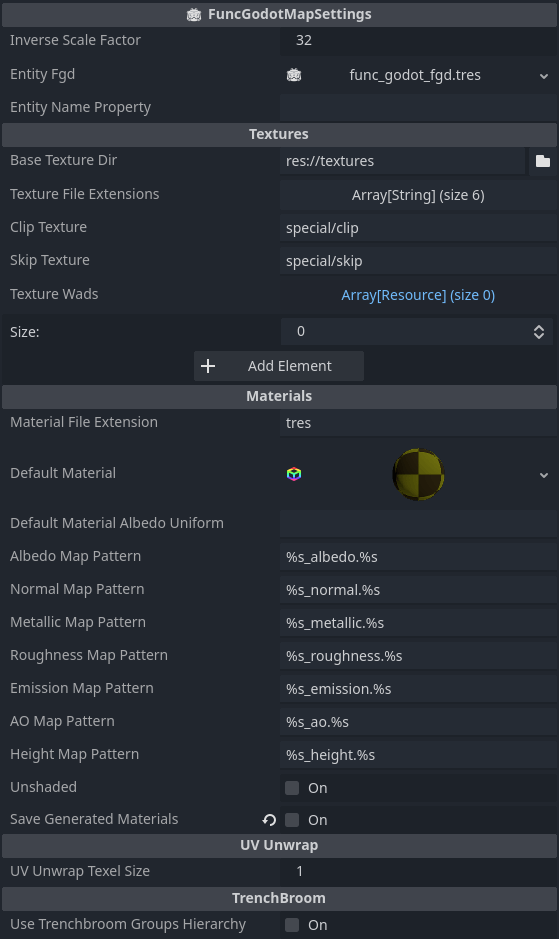 FuncGodotMapSettings
Inverse Scale Factor 32
Entity Fgd func_godot_fgd.tres
Entity Name Property
Textures
Base Texture Dir res://textures
Texture File Extensions Array[String] (size 6)
Clip Texture special/clip
Skip Texture special/skip
Texture Wads Array[Resource] (size 0)
Size: 0
Add Element
Materials
Material File Extension tres
Default Material
Default Material Albedo Uniform
Albedo Map Pattern %s_albedo.%s
Normal Map Pattern %s_normal.%s
Metallic Map Pattern %s_metallic.%s
Roughness Map Pattern %s_roughness.%s
Emission Map Pattern %s_emission.%s
AO Map Pattern %s_ao.%s
Height Map Pattern %s_height.%s
Unshaded On
Save Generated Materials On
UV Unwrap
UV Unwrap Texel Size 1
TrenchBroom
Use Trenchbroom Groups Hierarchy On